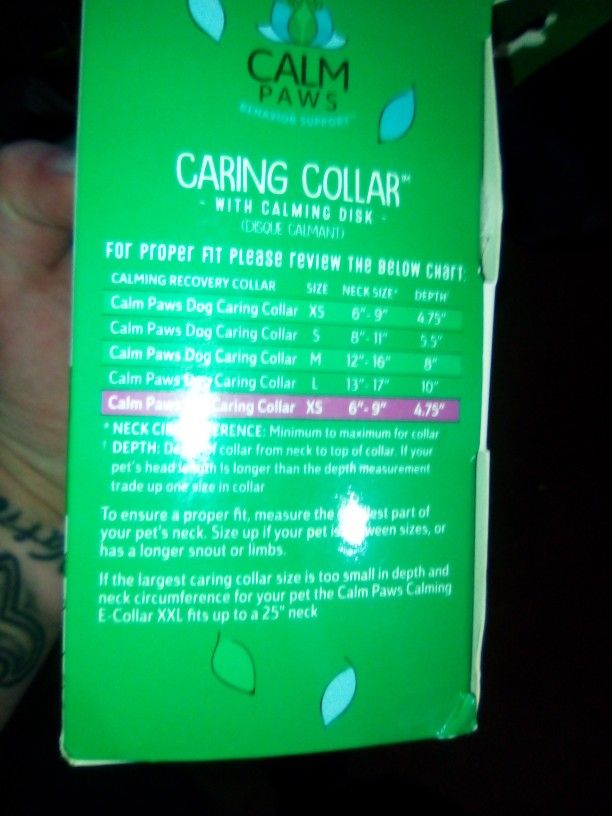 CALM
PAWS
BEHAVIOR SUPPORT™
CARING COLLAR™
- WITH CALMING DISK -
(DISQUE CALMANT)
FOR PROPER FIT PLEASE REVIEW THE BELOW CHART:
CALMING RECOVERY COLLAR SIZE NECK SIZE* DEPTH†
Calm Paws Dog Caring Collar XS 6"- 9" 4.75"
Calm Paws Dog Caring Collar S 8"- 11" 5.5"
Calm Paws Dog Caring Collar M 12"- 16" 8"
Calm Paws Caring Collar L 13"- 17" 10"
Calm Paws Caring Collar XS 6"- 9" 4.75"
* NECK CIRCUMFERENCE: Minimum to maximum for collar
† DEPTH: of collar from neck to top of collar. If your
pet's head length is longer than the depth measurement
trade up one size in collar
To ensure a proper fit, measure the part of
your pet's neck. Size up if your pet is between sizes, or
has a longer snout or limbs.
If the largest caring collar size is too small in depth and
neck circumference for your pet the Calm Paws Calming
E-Collar XXL fits up to a 25" neck